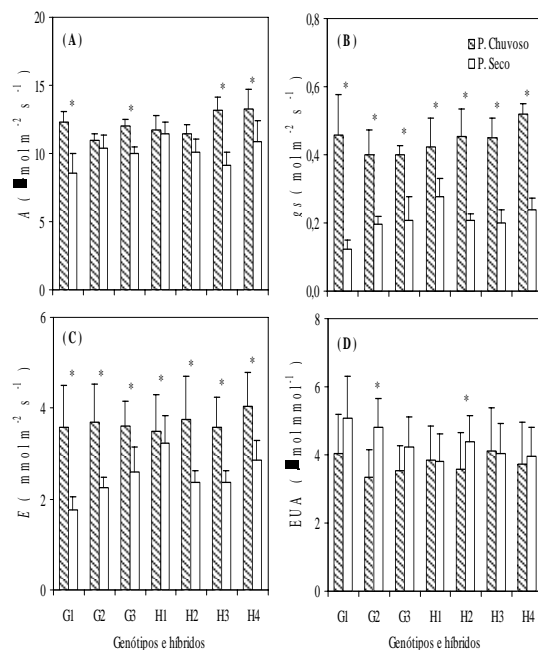 (A)
20
15
10
5
0
A ( mol m -2 s -1 )
* * * *
(B)
P. Chuvoso
P. Seco
0,8
0,6
0,4
0,2
0,0
gs ( mol m -2 s -1 )
* * * * * * *
(C)
6
4
2
0
E ( mmol m -2 s -1 )
* * * * * * *
G1 G2 G3 H1 H2 H3 H4
Genótipos e híbridos
(D)
8
6
4
2
0
EUA ( mol mmol -1 )
* *
G1 G2 G3 H1 H2 H3 H4
Genótipos e híbridos